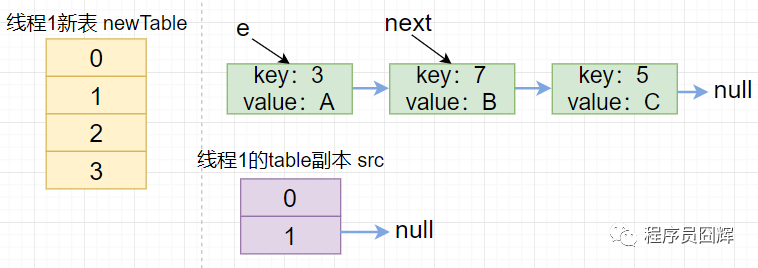 线程1新表 newTable
0
1
2
3
e
next
key：3
value：A
key：7
value：B
key：5
value：C
null
线程1的table副本 src
0
1
null
程序员囧辉